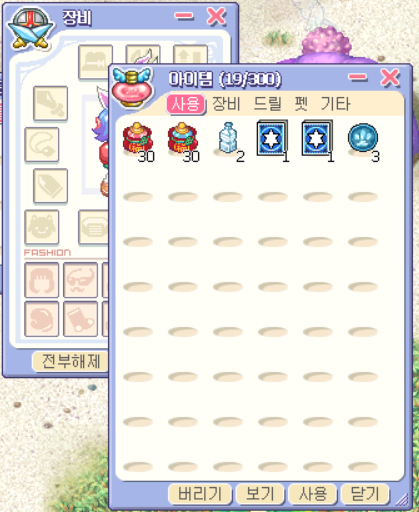 장비
아이템 (19/300)
사용 장비 드릴 펫 기타
30 30 2 1 1 3
FASHION
전부해제
버리기 보기 사용 닫기